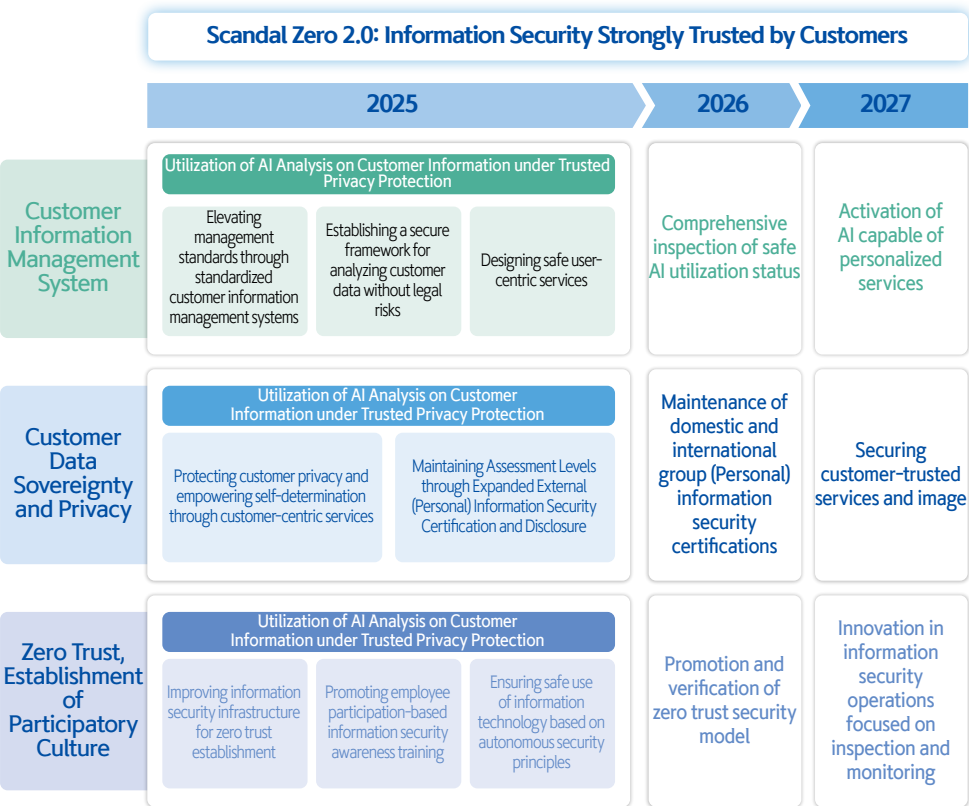 Scandal Zero 2.0: Information Security Strongly Trusted by Customers
2025
2026
2027
Customer
Information
Management
System
Utilization of AI Analysis on Customer Information under Trusted
Privacy Protection
Elevating
management
standards through
standardized
customer information
management systems
Establishing a secure
framework for
analyzing customer
data without legal
risks
Designing safe user-
centric services
Comprehensive
inspection of safe
AI utilization status
Activation of
AI capable of
personalized
services
Customer
Data
Sovereignty
and Privacy
Utilization of AI Analysis on Customer
Information under Trusted Privacy Protection
Protecting customer privacy and
empowering self-determination
through customer-centric services
Maintaining Assessment Levels
through Expanded External
(Personal) Information Security
Certification and Disclosure
Maintenance of
domestic and
international
group (Personal)
information
security
certifications
Securing
customer-trusted
services and image
Zero Trust,
Establishment
of
Participatory
Culture
Utilization of AI Analysis on Customer
Information under Trusted Privacy Protection
Improving information
security infrastructure
for zero trust
establishment
Promoting employee
participation-based
information security
awareness training
Ensuring safe use
of information
technology based on
autonomous security
principles
Promotion and
verification of
zero trust security
model
Innovation in
information
security
operations
focused on
inspection and
monitoring